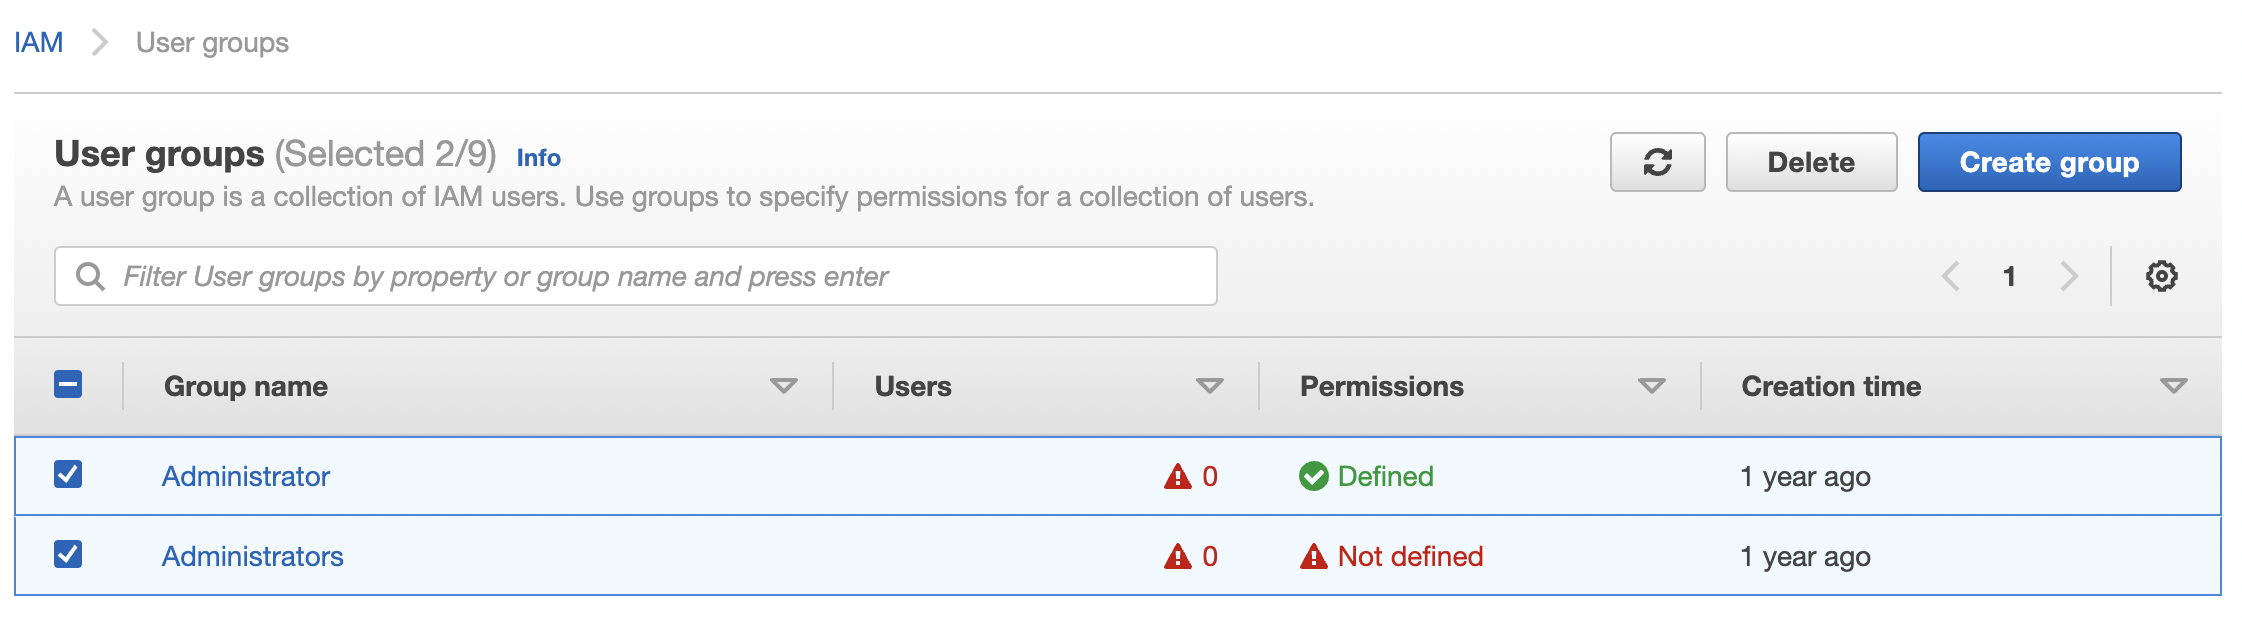 IAM User groups
User groups (Selected 2/9) Info
A user group is a collection of IAM users. Use groups to specify permissions for a collection of users.
Delete
Create group
Filter User groups by property or group name and press enter
1
Group name Users Permissions Creation time
Administrator 0 Defined 1 year ago
Administrators 0 Not defined 1 year ago